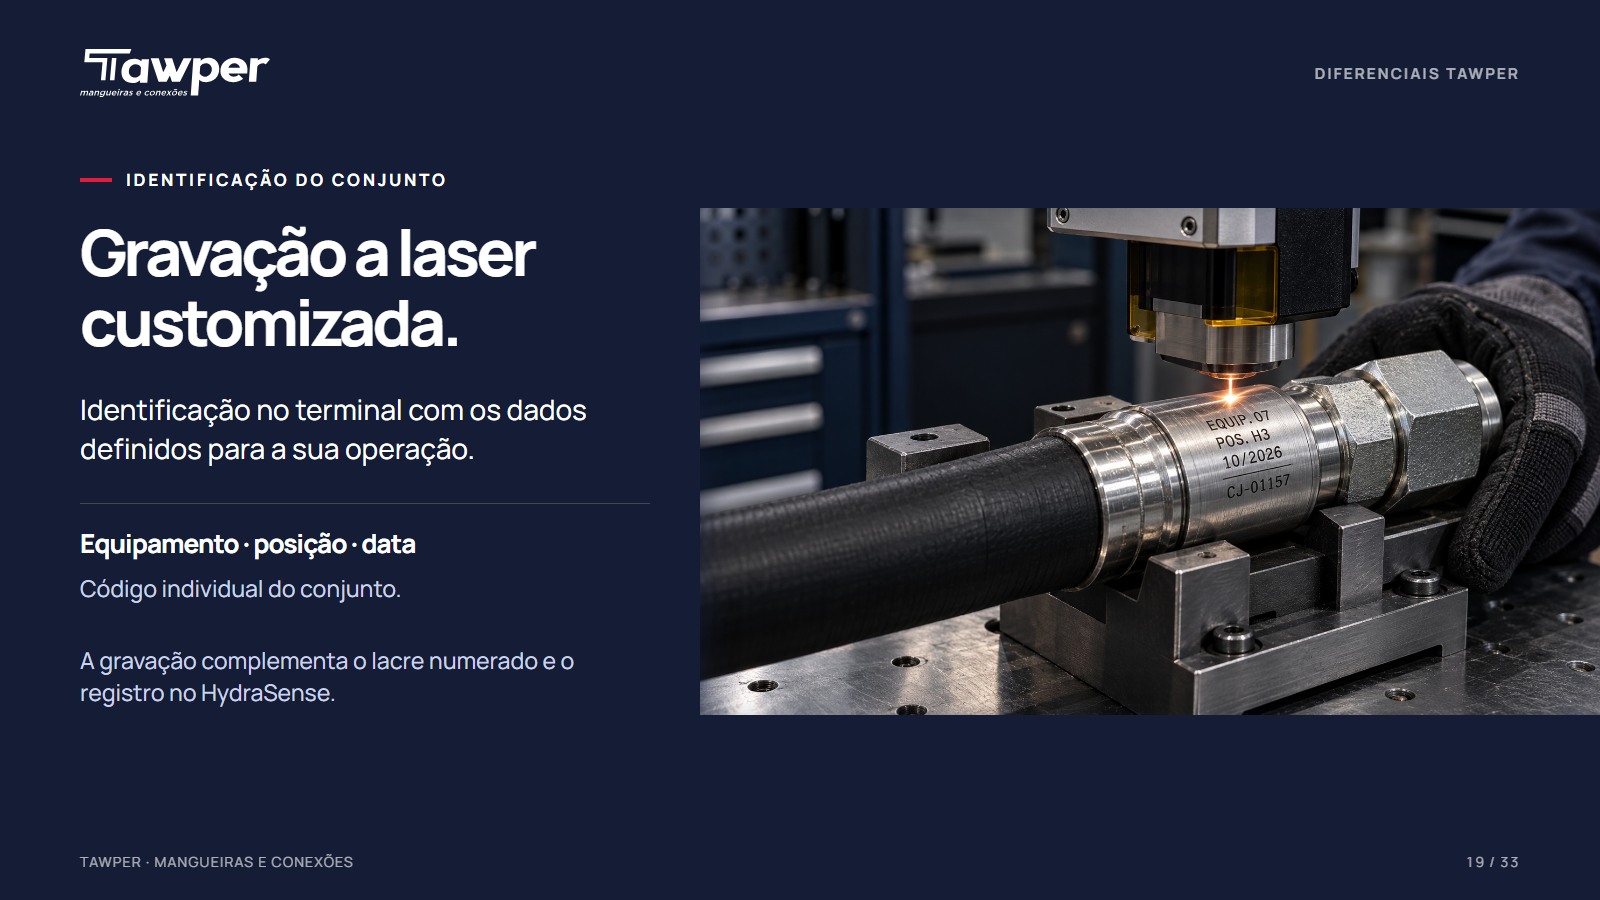 Tawper
mangueiras e conexões
DIFERENCIAIS TAWPER
IDENTIFICAÇÃO DO CONJUNTO
Gravação a laser
customizada.
Identificação no terminal com os dados
definidos para a sua operação.
Equipamento · posição · data
Código individual do conjunto.
A gravação complementa o lacre numerado e o
registro no HydraSense.
EQUIP. 07
POS. H3
10/2026
CJ-01157
TAWPER · MANGUEIRAS E CONEXÕES
19 / 33